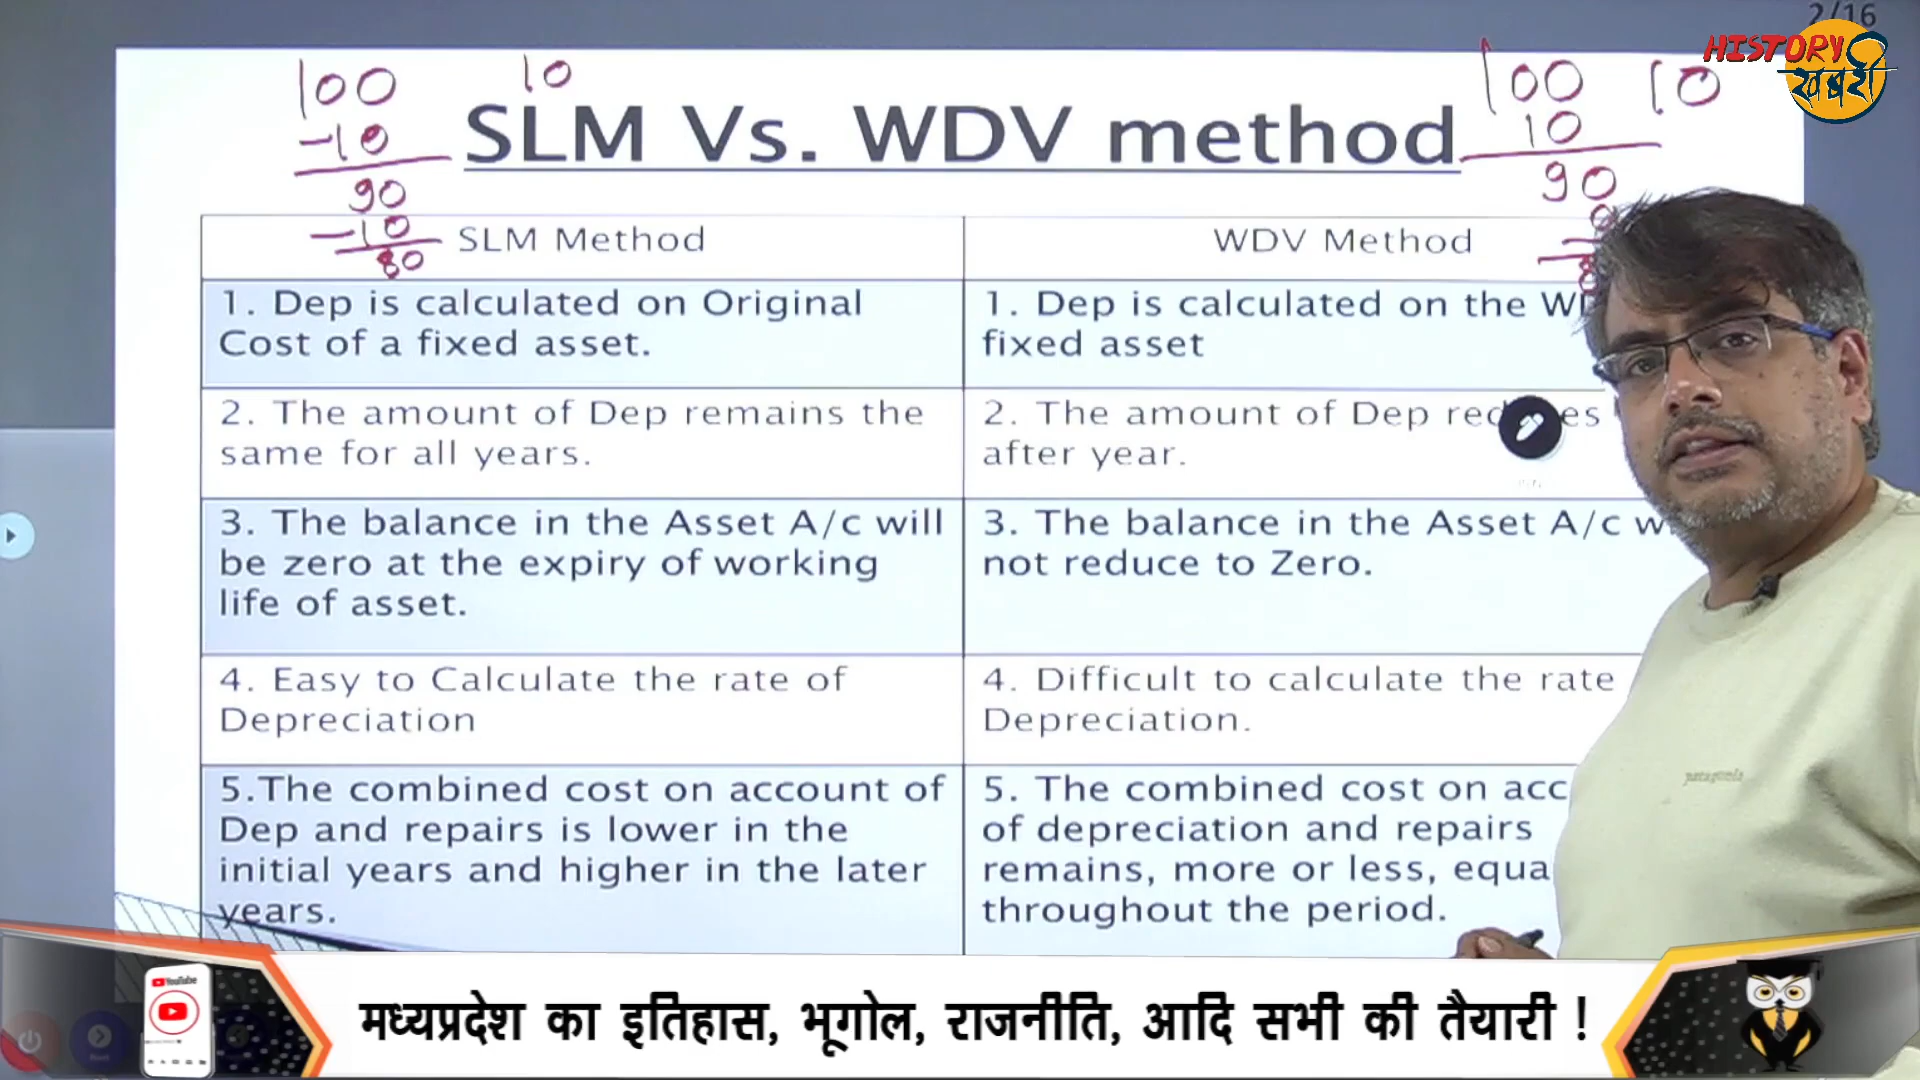 2/16
HISTORY
खबरी
100
10
100
10
-10
10
SLM Vs. WDV method
90
90
-10
80
SLM Method
WDV Method
1. Dep is calculated on Original
Cost of a fixed asset.
1. Dep is calculated on the
fixed asset
2. The amount of Dep remains the
same for all years.
2. The amount of Dep
after year.
3. The balance in the Asset A/c will
be zero at the expiry of working
life of asset.
3. The balance in the Asset A/c
not reduce to Zero.
4. Easy to Calculate the rate of
Depreciation
4. Difficult to calculate the rate
Depreciation.
5.The combined cost on account of
Dep and repairs is lower in the
initial years and higher in the later
years.
5. The combined cost on
of depreciation and repairs
remains, more or less,
throughout the period.
patagonia
YouTube
मध्यप्रदेश का इतिहास, भूगोल, राजनीति, आदि सभी की तैयारी !